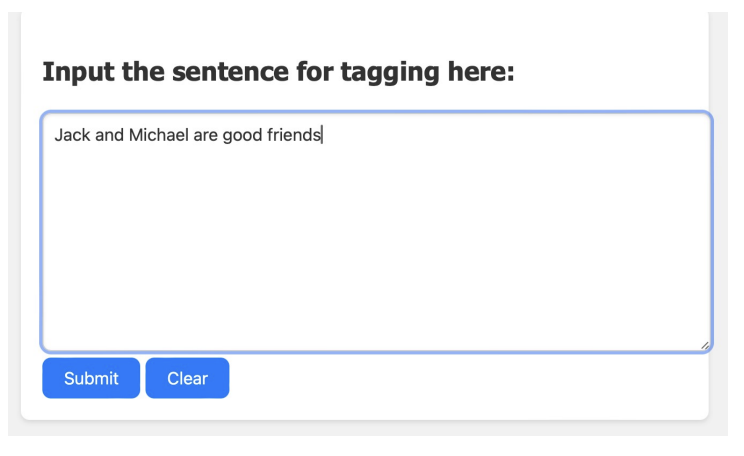 Input the sentence for tagging here:
Jack and Michael are good friends
Submit Clear